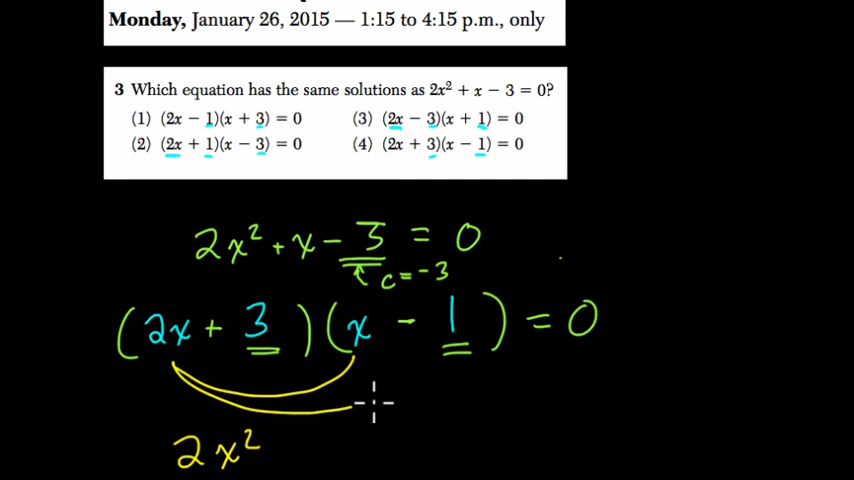 Monday, January 26, 2015 — 1:15 to 4:15 p.m., only
3 Which equation has the same solutions as 2x² + x − 3 = 0?
(1) (2x − 1)(x + 3) = 0 (3) (2x − 3)(x + 1) = 0
(2) (2x + 1)(x − 3) = 0 (4) (2x + 3)(x − 1) = 0
2x² + x − 3 = 0
↑ c = −3
(2x + 3)(x − 1) = 0
2x²